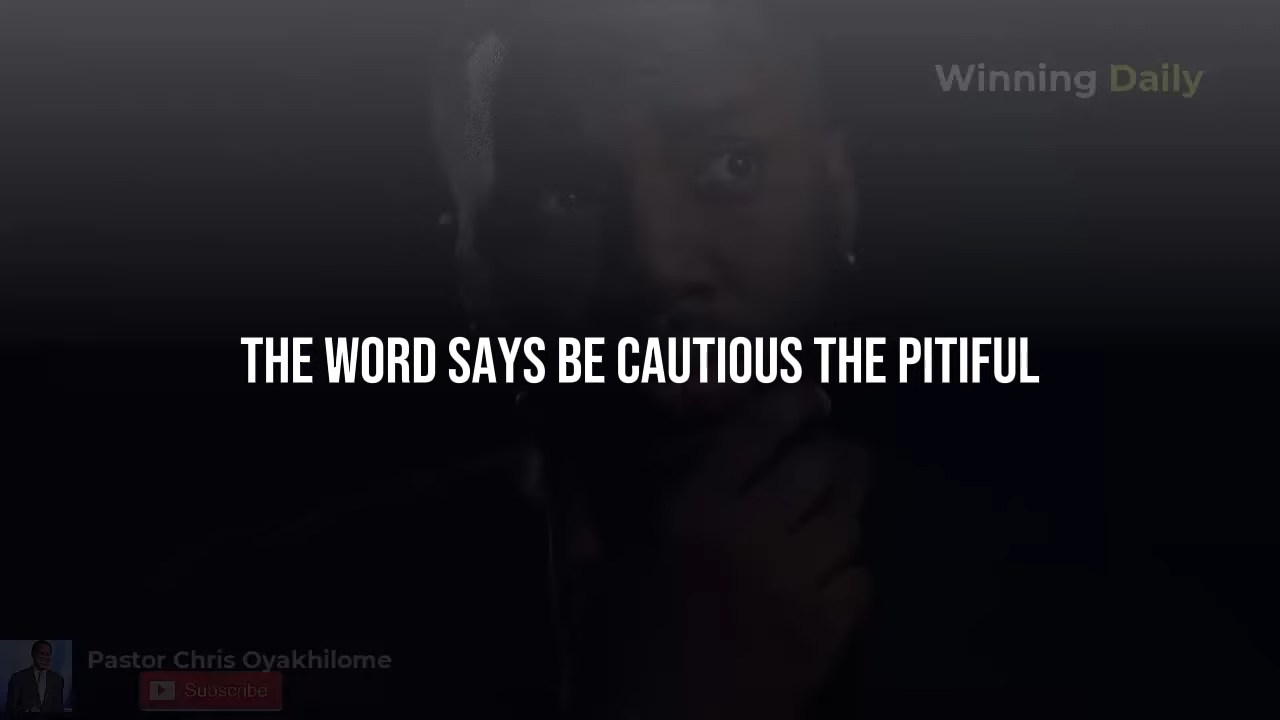 Winning Daily
THE WORD SAYS BE CAUTIOUS THE PITIFUL
Pastor Chris Oyakhilome
Subscribe